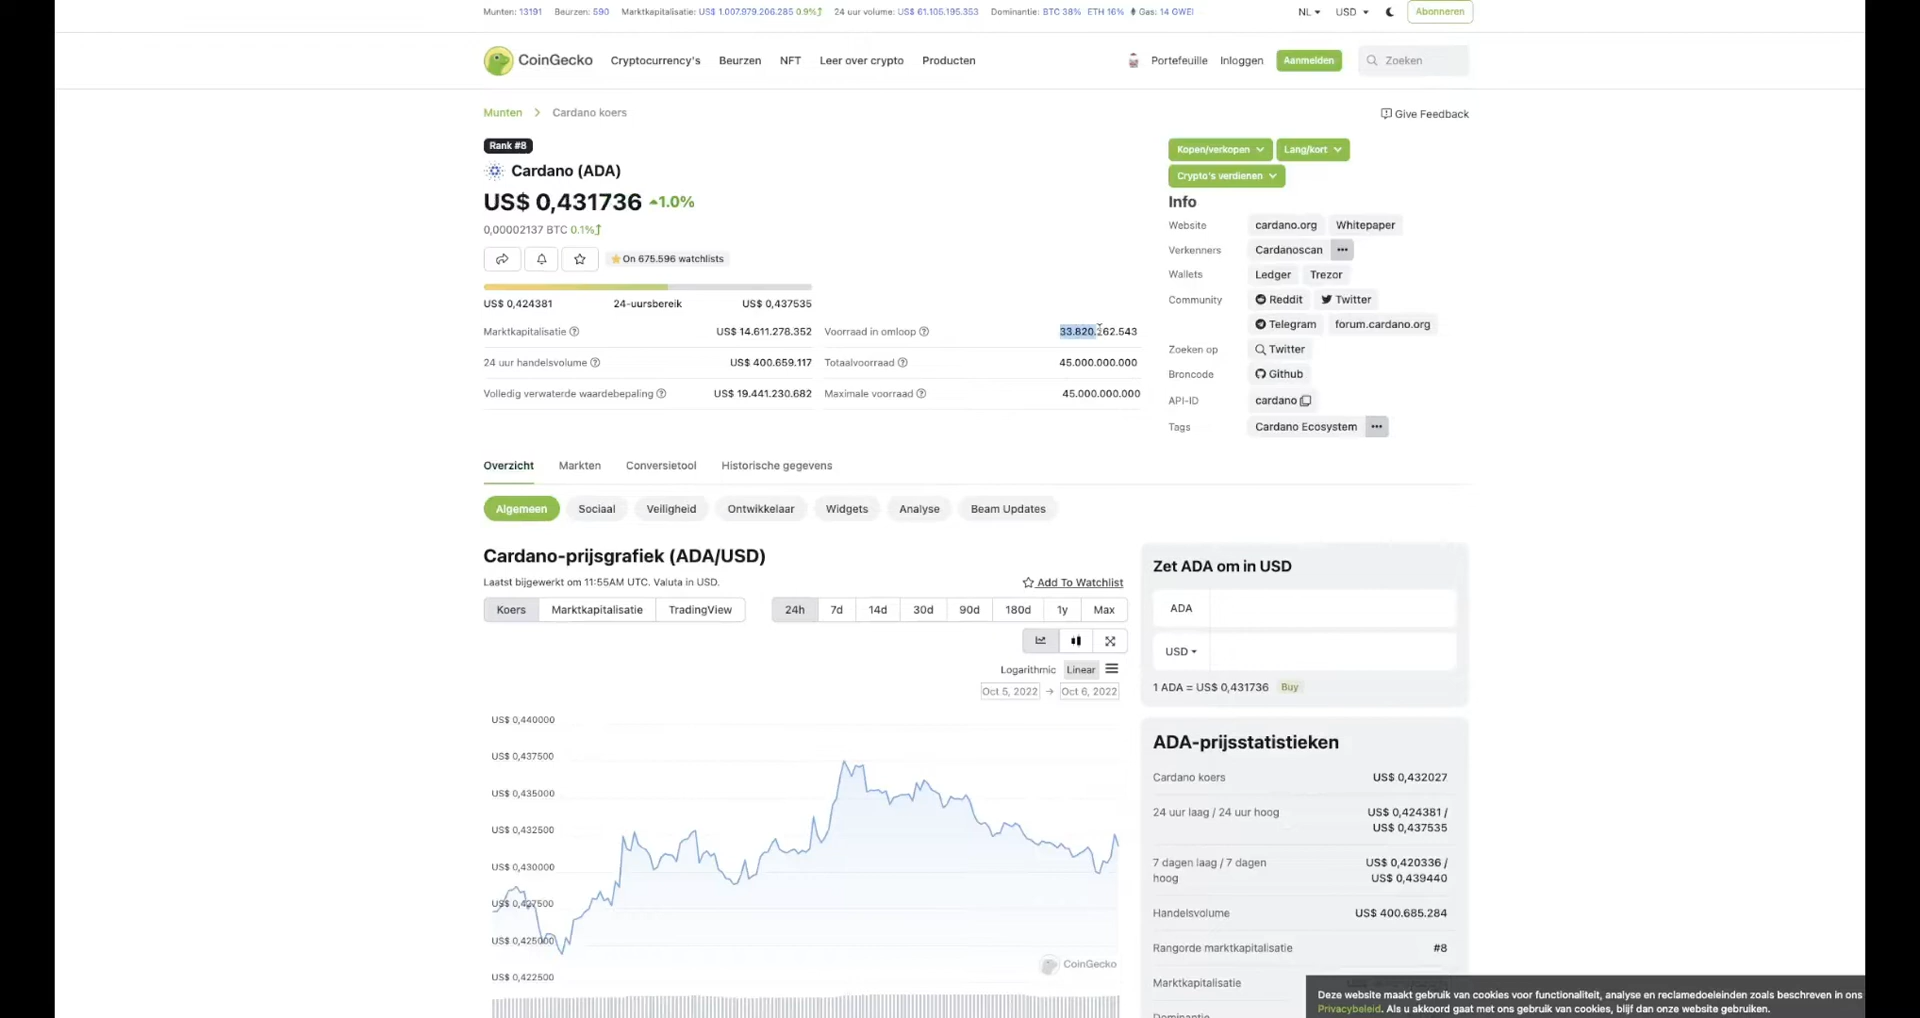 Munten: 13191 Beurzen: 590 Marktkapitalisatie: US$ 1.007.979.206.285 0.9% 24 uur volume: US$ 61.105.195.353 Dominantie: BTC 38% ETH 16% Gas: 14 GWEI NL USD Abonneren
CoinGecko Cryptocurrency's Beurzen NFT Leer over crypto Producten Portefeuille Inloggen Aanmelden Zoeken
Munten > Cardano koers Give Feedback
Rank #8
Cardano (ADA)
US$ 0,431736 1.0%
0,00002137 BTC 0.1%
On 675.596 watchlists
US$ 0,424381 24-uursbereik US$ 0,437535
Marktkapitalisatie US$ 14.611.278.352 Voorraad in omloop 33.820.262.543
24 uur handelsvolume US$ 400.659.117 Totaalvoorraad 45.000.000.000
Volledig verwaterde waardebepaling US$ 19.441.230.682 Maximale voorraad 45.000.000.000
Kopen/verkopen Lang/kort
Crypto's verdienen
Info
Website cardano.org Whitepaper
Verkenners Cardanoscan ...
Wallets Ledger Trezor
Community Reddit Twitter
Telegram forum.cardano.org
Zoeken op Twitter
Broncode Github
API-ID cardano
Tags Cardano Ecosystem ...
Overzicht Markten Conversietool Historische gegevens
Algemeen Sociaal Veiligheid Ontwikkelaar Widgets Analyse Beam Updates
Cardano-prijsgrafiek (ADA/USD)
Laatst bijgewerkt om 11:55AM UTC. Valuta in USD. Add To Watchlist
Koers Marktkapitalisatie TradingView 24h 7d 14d 30d 90d 180d 1y Max
Logarithmic Linear
Oct 5, 2022 → Oct 6, 2022
US$ 0,440000
US$ 0,437500
US$ 0,435000
US$ 0,432500
US$ 0,430000
US$ 0,427500
US$ 0,425000
US$ 0,422500
CoinGecko
Zet ADA om in USD
ADA
USD
1 ADA = US$ 0,431736 Buy
ADA-prijsstatistieken
Cardano koers US$ 0,432027
24 uur laag / 24 uur hoog US$ 0,424381 /
US$ 0,437535
7 dagen laag / 7 dagen US$ 0,420336 /
hoog US$ 0,439440
Handelsvolume US$ 400.685.284
Rangorde marktkapitalisatie #8
Marktkapitalisatie
Dominantie
Deze website maakt gebruik van cookies voor functionaliteit, analyse en reclamedoeleinden zoals beschreven in ons
Privacybeleid. Als u akkoord gaat met ons gebruik van cookies, blijf dan onze website gebruiken.